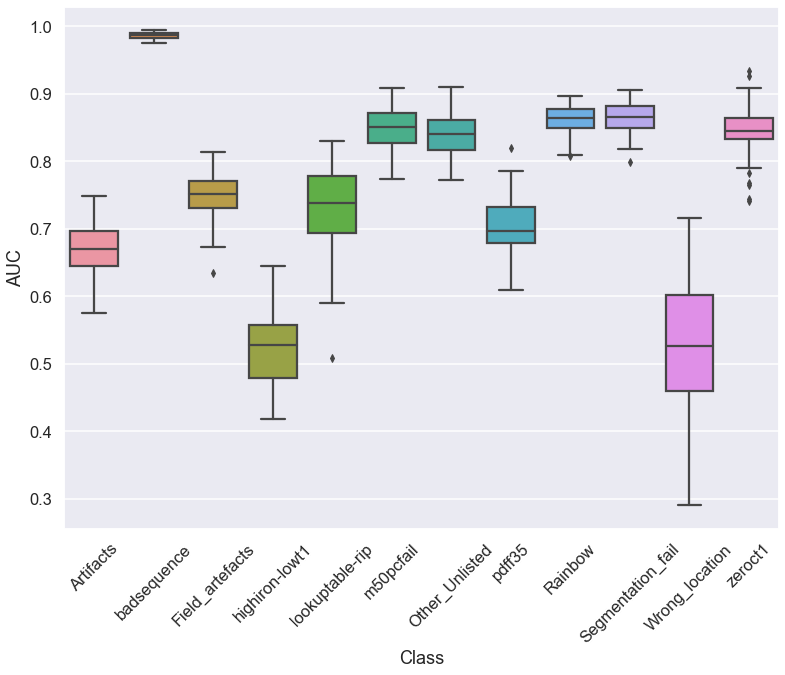 1.0
0.9
0.8
0.7
0.6
0.5
0.4
0.3
AUC
Artifacts
badsequence
Field_artefacts
highiron-lowt1
lookuptable-rip
m50pcfail
Other_Unlisted
pdff35
Rainbow
Segmentation_fail
Wrong_location
zeroct1
Class